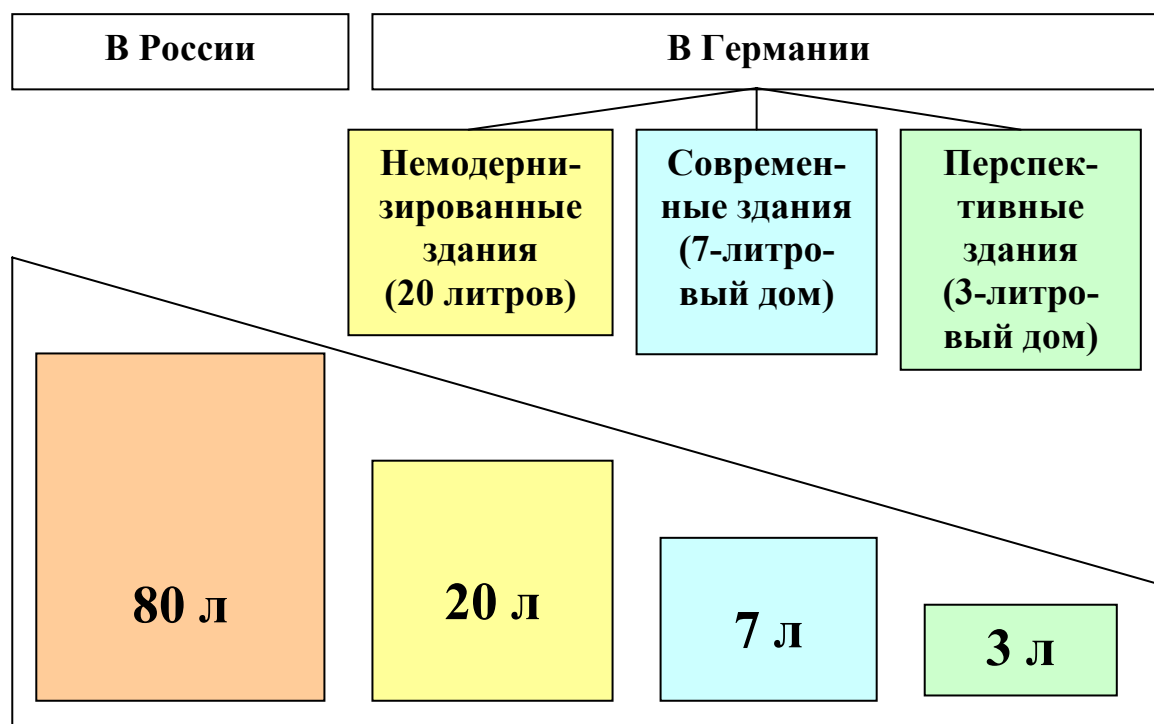 В России
В Германии
Немодерни-
зированные
здания
(20 литров)
Современ-
ные здания
(7-литро-
вый дом)
Перспек-
тивные
здания
(3-литро-
вый дом)
80 л
20 л
7 л
3 л